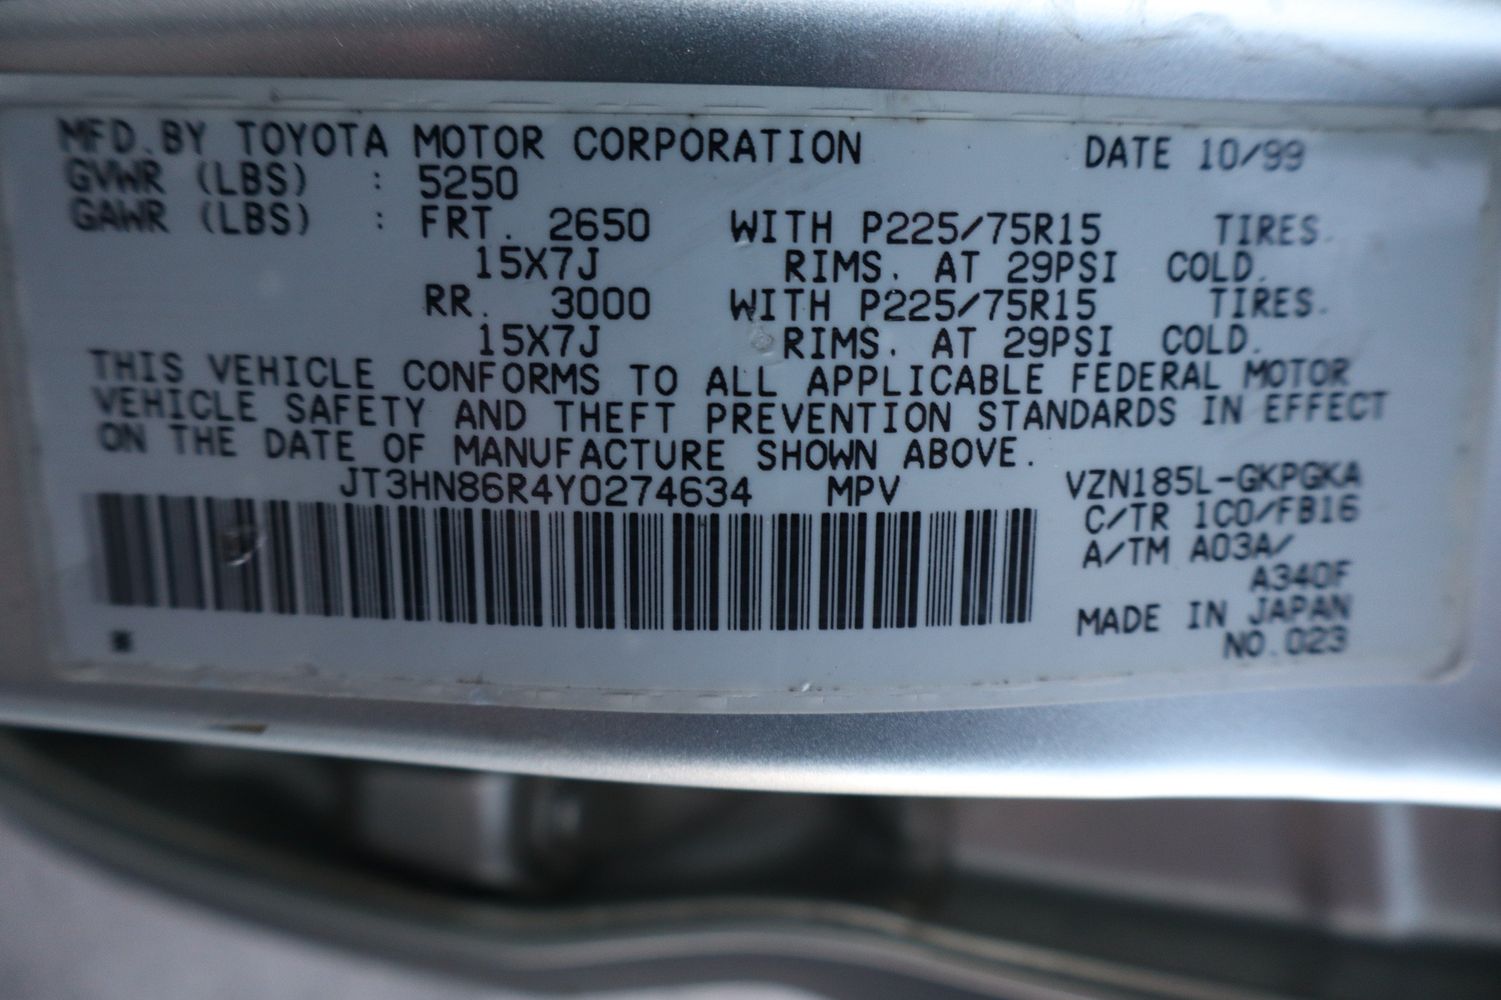 MFD.BY TOYOTA MOTOR CORPORATION DATE 10/99
GVWR (LBS) : 5250
GAWR (LBS) : FRT. 2650 WITH P225/75R15 TIRES.
15X7J RIMS. AT 29PSI COLD.
RR. 3000 WITH P225/75R15 TIRES.
15X7J RIMS. AT 29PSI COLD.
THIS VEHICLE CONFORMS TO ALL APPLICABLE FEDERAL MOTOR
VEHICLE SAFETY AND THEFT PREVENTION STANDARDS IN EFFECT
ON THE DATE OF MANUFACTURE SHOWN ABOVE.
JT3HN86R4Y0274634 MPV VZN185L-GKPGKA
C/TR 1C0/FB16
A/TM A03A/
A340F
MADE IN JAPAN
NO.023